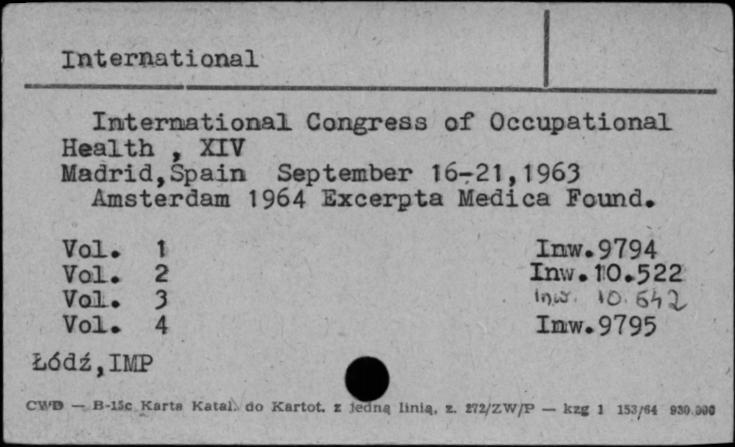 International
International Congress of Occupational
Health , XIV
Madrid,Spain September 16-21,1963
Amsterdam 1964 Excerpta Medica Found.
Vol. 1 Inw.9794
Vol. 2 Inw.10.522
Vol. 3 inw. 10.642
Vol. 4 Inw.9795
Łódź,IMP
CWD — B-15c Karta Katal. do Kartot. z jedną linią, z. 272/ZW/P — kzg 1 153/64 930.000